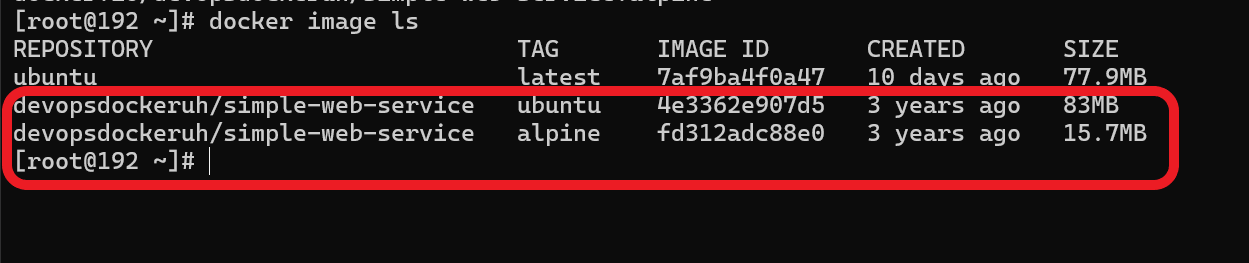 [root@192 ~]# docker image ls
REPOSITORY TAG IMAGE ID CREATED SIZE
ubuntu latest 7af9ba4f0a47 10 days ago 77.9MB
devopsdockeruh/simple-web-service ubuntu 4e3362e907d5 3 years ago 83MB
devopsdockeruh/simple-web-service alpine fd312adc88e0 3 years ago 15.7MB
[root@192 ~]#